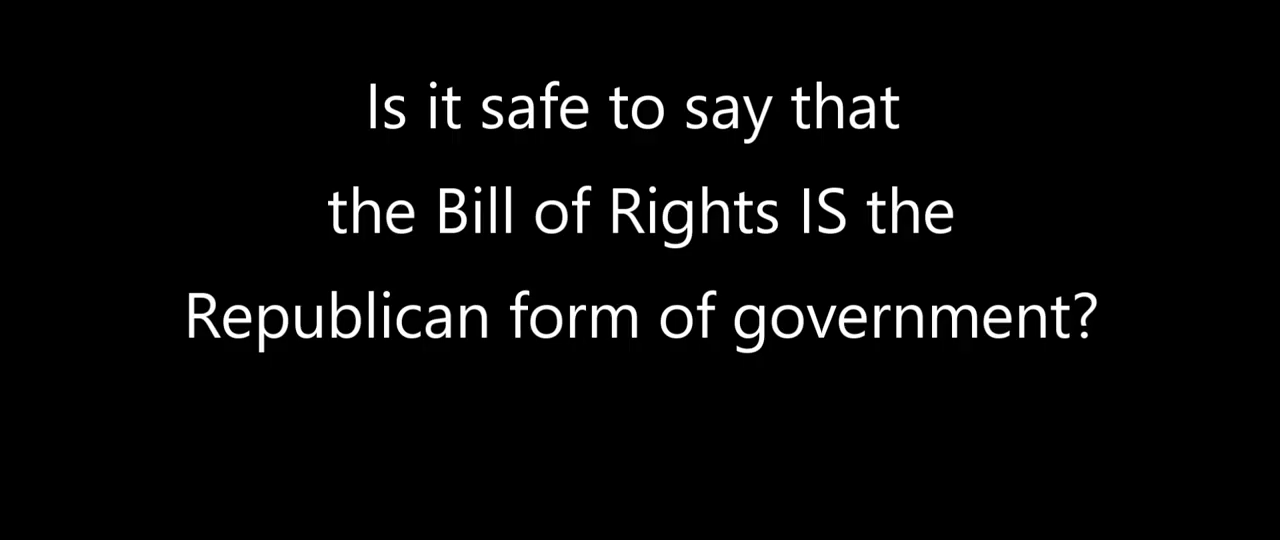 Is it safe to say that
the Bill of Rights IS the
Republican form of government?